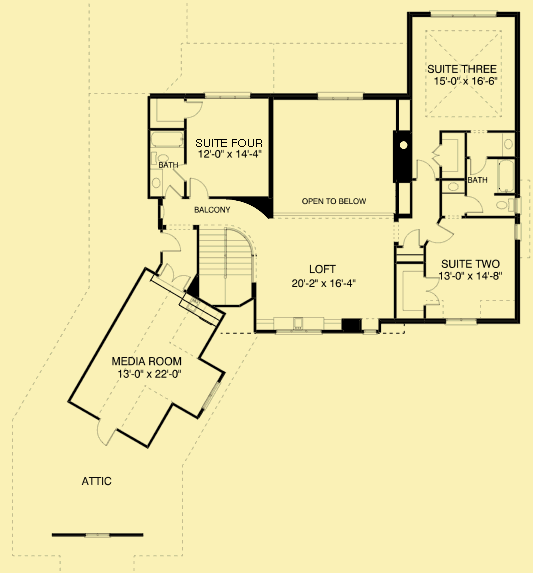 SUITE THREE
15'-0" x 16'-6"
SUITE FOUR
12'-0" x 14'-4"
BATH
BATH
OPEN TO BELOW
BALCONY
LOFT
20'-2" x 16'-4"
SUITE TWO
13'-0" x 14'-8"
MEDIA ROOM
13'-0" x 22'-0"
ATTIC